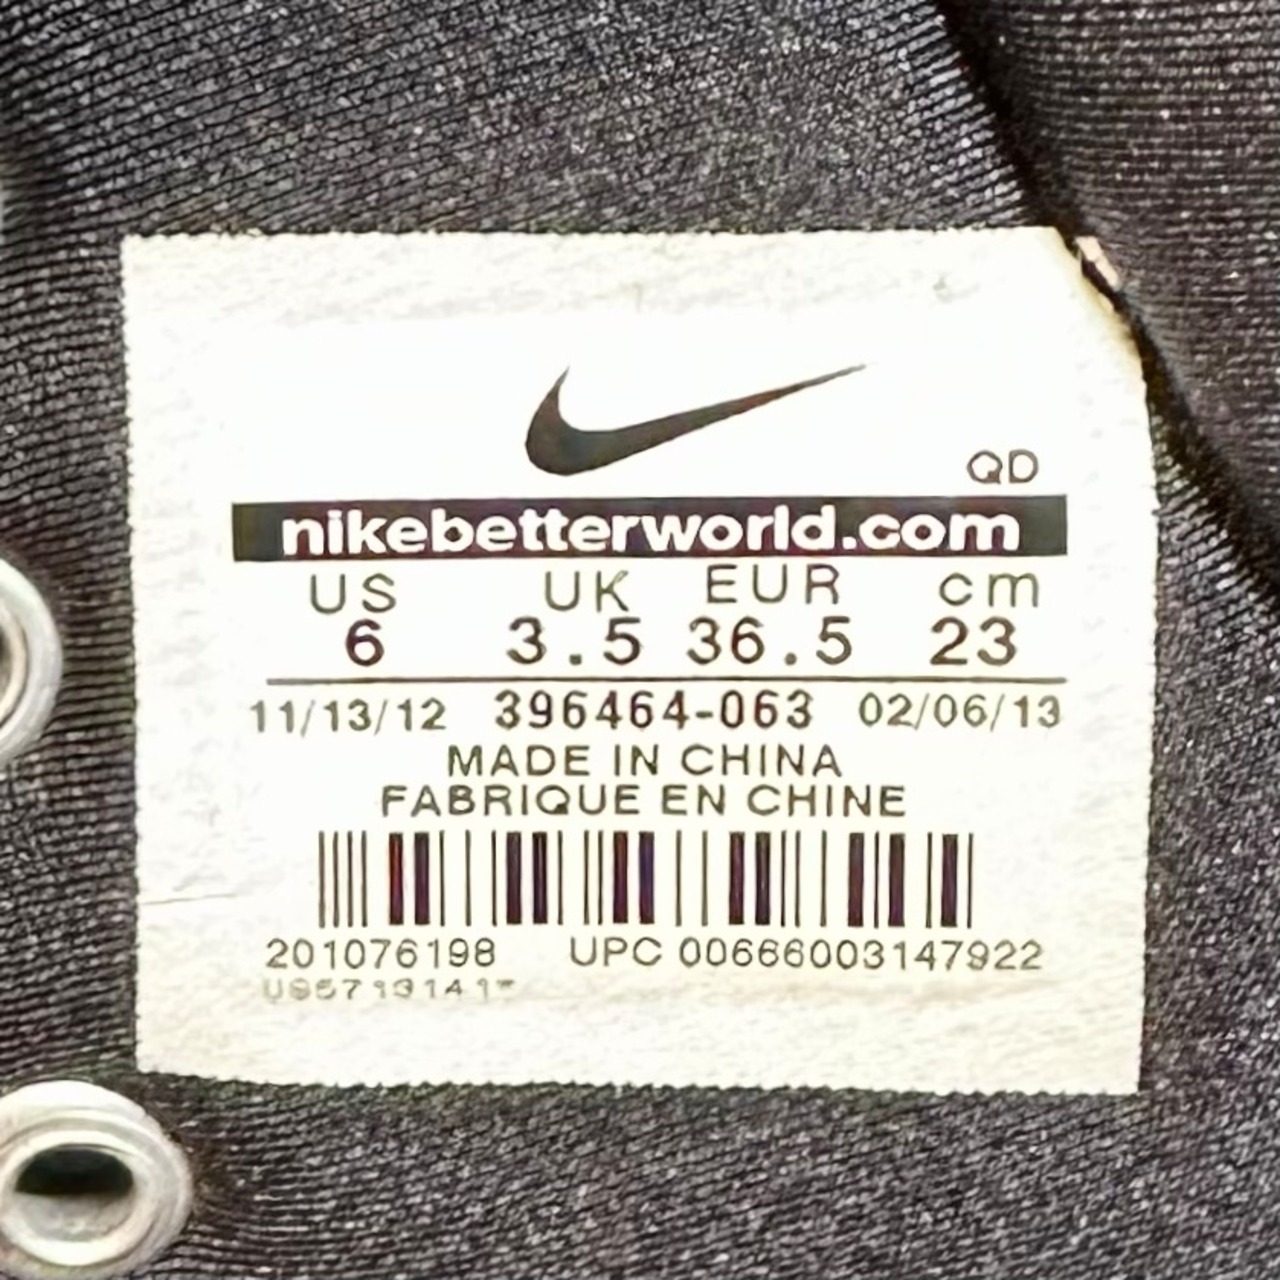 QD
nikebetterworld.com
US UK EUR cm
6 3.5 36.5 23
11/13/12 396464-063 02/06/13
MADE IN CHINA
FABRIQUE EN CHINE
201076198 UPC 00666003147922